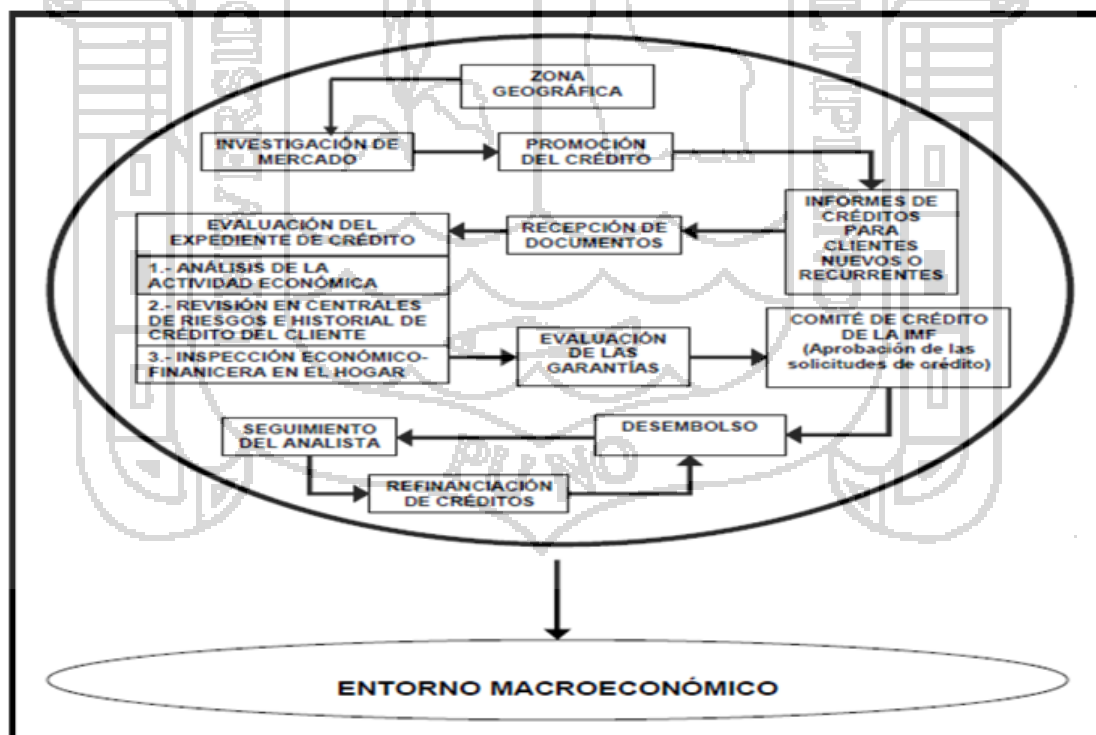 ZONA
GEOGRÁFICA
INVESTIGACIÓN DE
MERCADO
PROMOCIÓN
DEL CRÉDITO
INFORMES DE
CRÉDITOS
PARA
CLIENTES
NUEVOS O
RECURRENTES
RECEPCIÓN DE
DOCUMENTOS
EVALUACIÓN DEL
EXPEDIENTE DE CRÉDITO
1.- ANÁLISIS DE LA
ACTIVIDAD ECONÓMICA
2.- REVISIÓN EN CENTRALES
DE RIESGOS E HISTORIAL DE
CRÉDITO DEL CLIENTE
3.- INSPECCIÓN ECONÓMICO-
FINANICERA EN EL HOGAR
EVALUACIÓN
DE LAS
GARANTÍAS
COMITÉ DE CRÉDITO
DE LA IMF
(Aprobación de las
solicitudes de crédito)
DESEMBOLSO
SEGUIMIENTO
DEL ANALISTA
REFINANCIACIÓN
DE CRÉDITOS
PUNO
ENTORNO MACROECONÓMICO